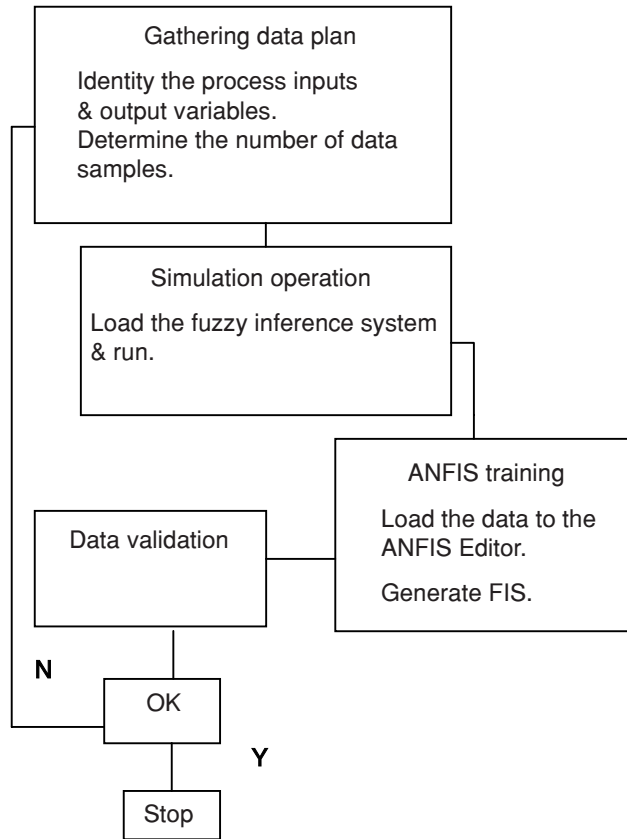 Gathering data plan
Identity the process inputs
& output variables.
Determine the number of data
samples.
Simulation operation
Load the fuzzy inference system
& run.
ANFIS training
Load the data to the
ANFIS Editor.
Generate FIS.
Data validation
N
OK
Y
Stop